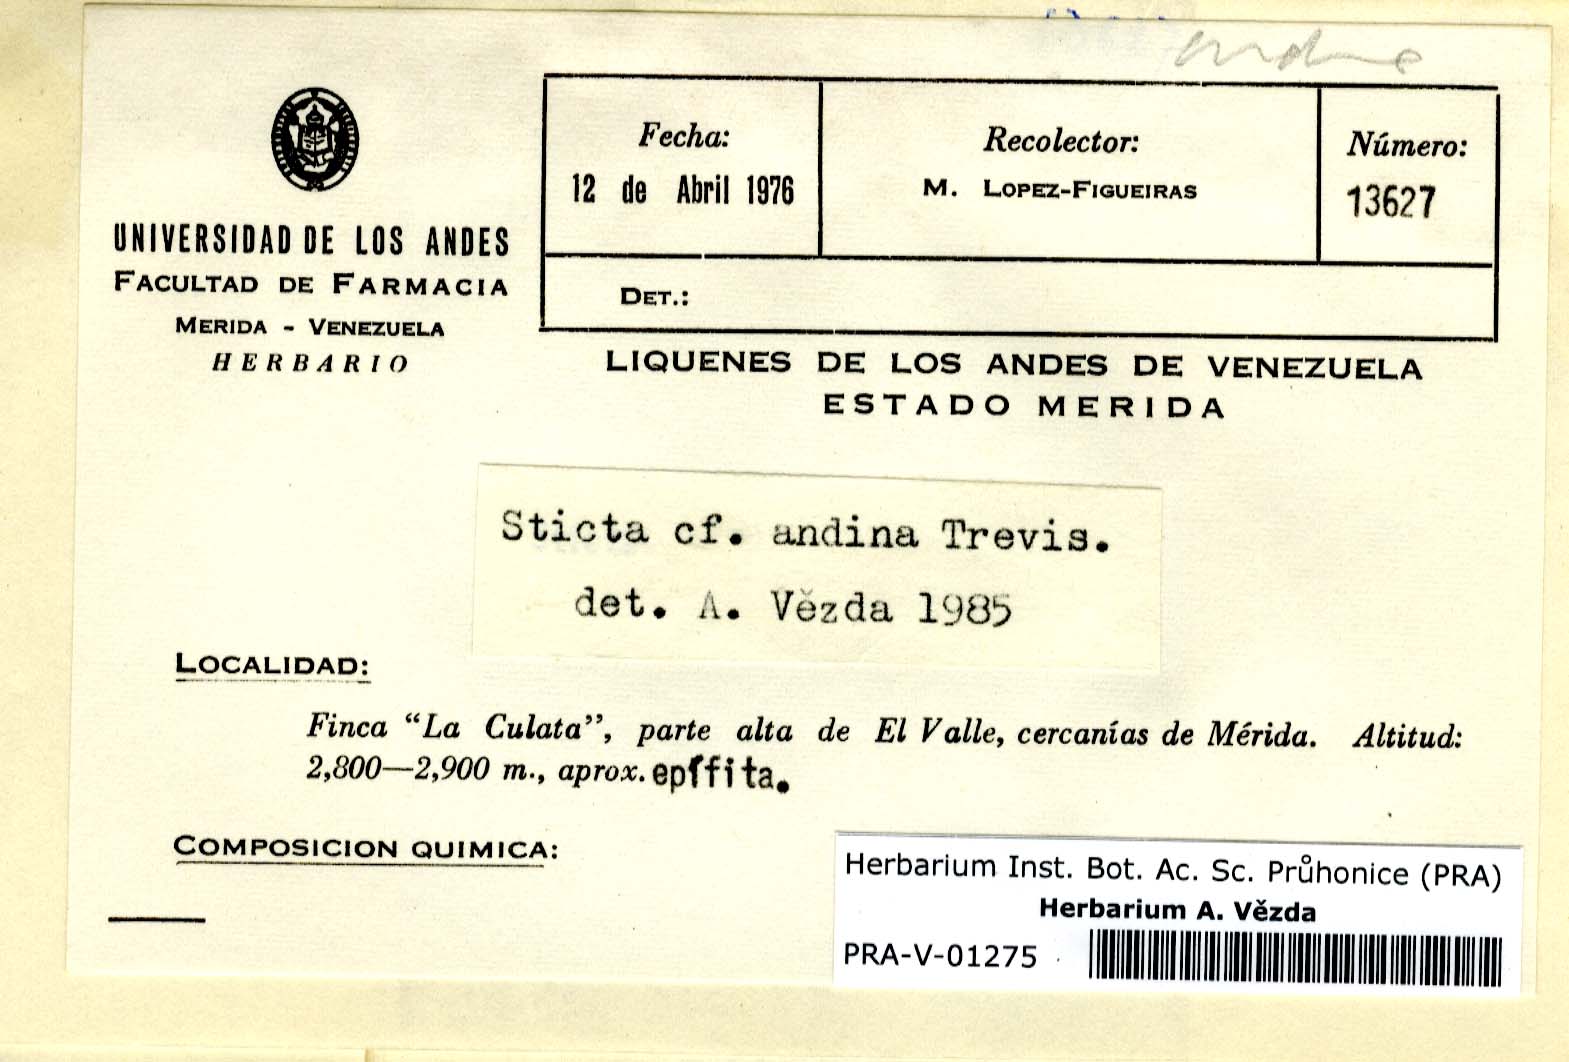 Fecha:
12 de Abril 1976
Recolector:
M. LOPEZ-FIGUEIRAS
Número:
13627
DET.:
UNIVERSIDAD DE LOS ANDES
FACULTAD DE FARMACIA
MERIDA - VENEZUELA
HERBARIO
LIQUENES DE LOS ANDES DE VENEZUELA
ESTADO MERIDA
Sticta cf. andina Trevis.
det. A. Vězda 1985
LOCALIDAD:
Finca “La Culata”, parte alta de El Valle, cercanías de Mérida. Altitud:
2,800—2,900 m., aprox. epffita.
COMPOSICION QUIMICA:
Herbarium Inst. Bot. Ac. Sc. Průhonice (PRA)
Herbarium A. Vězda
PRA-V-01275